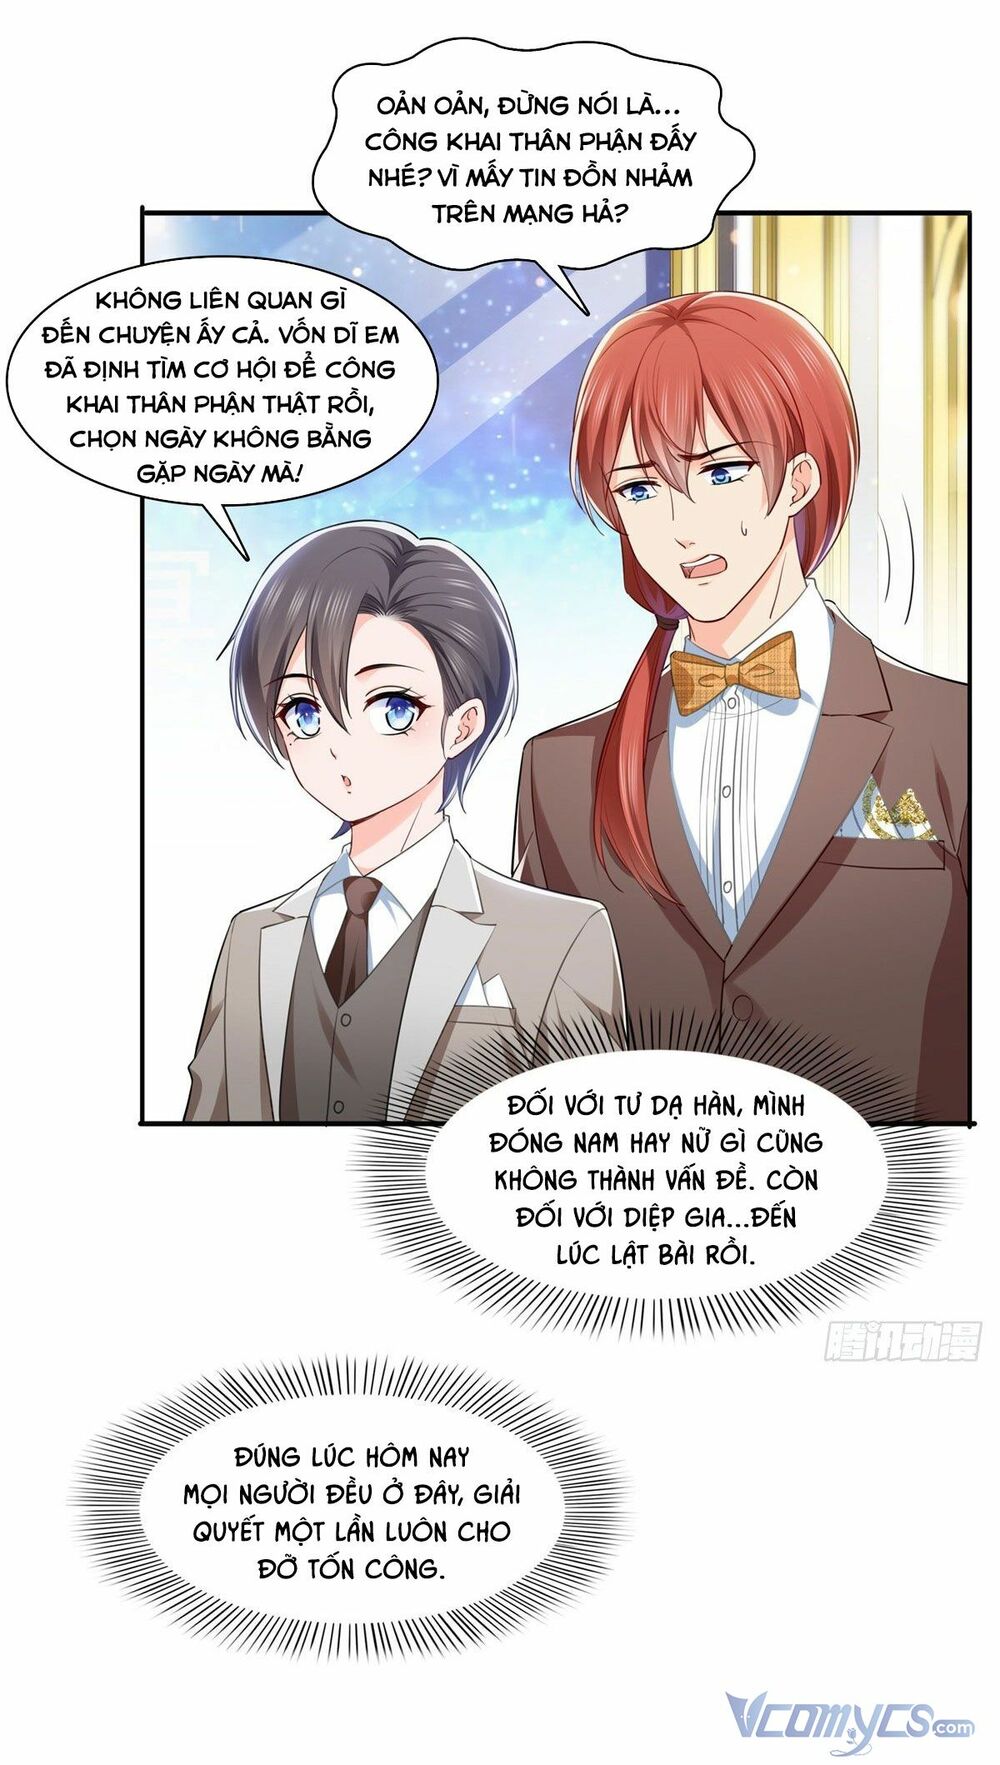 OẢN OẢN, ĐỪNG NÓI LÀ...
CÔNG KHAI THÂN PHẬN ĐẤY
NHÉ? VÌ MẤY TIN ĐỒN NHẢM
TRÊN MẠNG HẢ?
KHÔNG LIÊN QUAN GÌ
ĐẾN CHUYỆN ẤY CẢ. VỐN DĨ EM
ĐÃ ĐỊNH TÌM CƠ HỘI ĐỂ CÔNG
KHAI THÂN PHẬN THẬT RỒI,
CHỌN NGÀY KHÔNG BẰNG
GẶP NGÀY MÀ!
ĐỐI VỚI TƯ DẠ HÀN, MÌNH
ĐÓNG NAM HAY NỮ GÌ CŨNG
KHÔNG THÀNH VẤN ĐỀ. CÒN
ĐỐI VỚI DIỆP GIA...ĐẾN
LÚC LẬT BÀI RỒI.
腾讯动漫
ĐÚNG LÚC HÔM NAY
MỌI NGƯỜI ĐỀU Ở ĐÂY, GIẢI
QUYẾT MỘT LẦN LUÔN CHO
ĐỠ TỐN CÔNG.
VCOMYCS.com